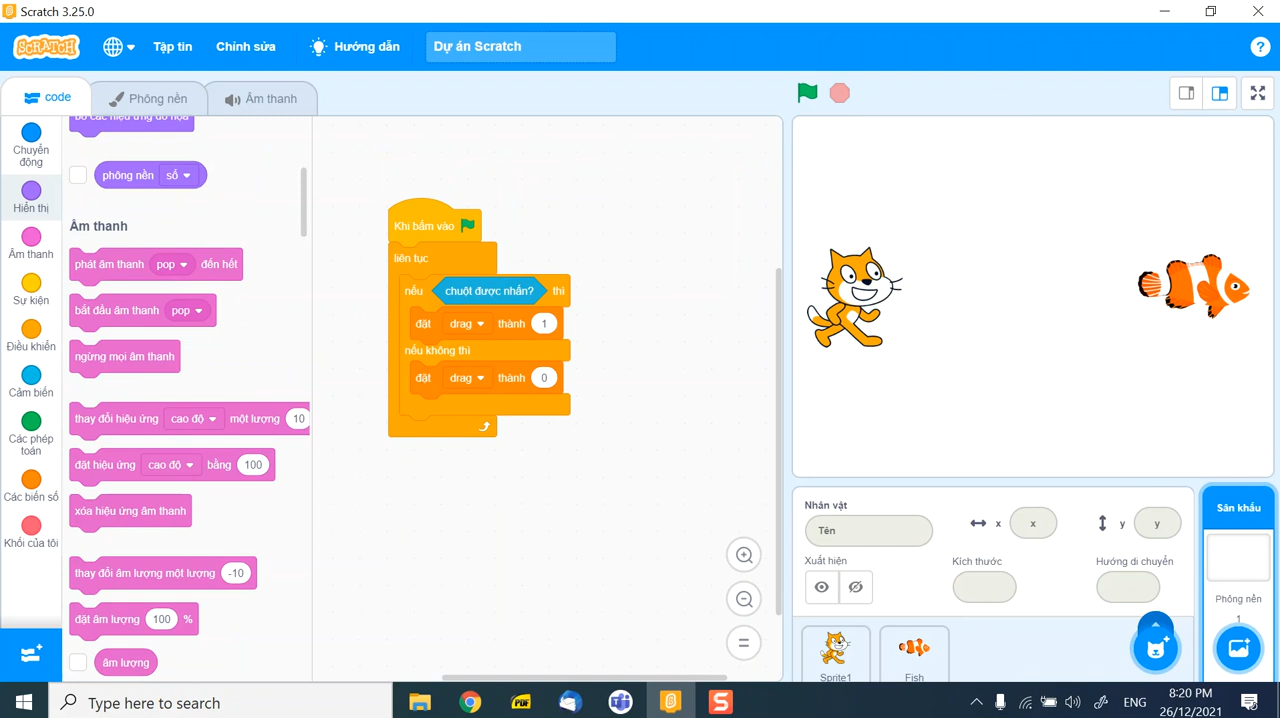 Scratch 3.25.0
SCRATCH
Tập tin
Chỉnh sửa
Hướng dẫn
Dự án Scratch
?
code
Phông nền
Âm thanh
Chuyển động
Hiển thị
Âm thanh
Sự kiện
Điều khiển
Cảm biến
Các phép toán
Các biến số
Khối của tôi
bỏ các hiệu ứng đồ họa
phông nền số
Âm thanh
phát âm thanh pop đến hết
bắt đầu âm thanh pop
ngừng mọi âm thanh
thay đổi hiệu ứng cao độ một lượng 10
đặt hiệu ứng cao độ bằng 100
xóa hiệu ứng âm thanh
thay đổi âm lượng một lượng -10
đặt âm lượng 100 %
âm lượng
Khi bấm vào
liên tục
nếu chuột được nhấn? thì
đặt drag thành 1
nếu không thì
đặt drag thành 0
Nhân vật
Tên
x x
y y
Xuất hiện
Kích thước
Hướng di chuyển
Sprite1
Fish
Sân khấu
Phông nền
1
Type here to search
PDF
S
ENG
8:20 PM
26/12/2021